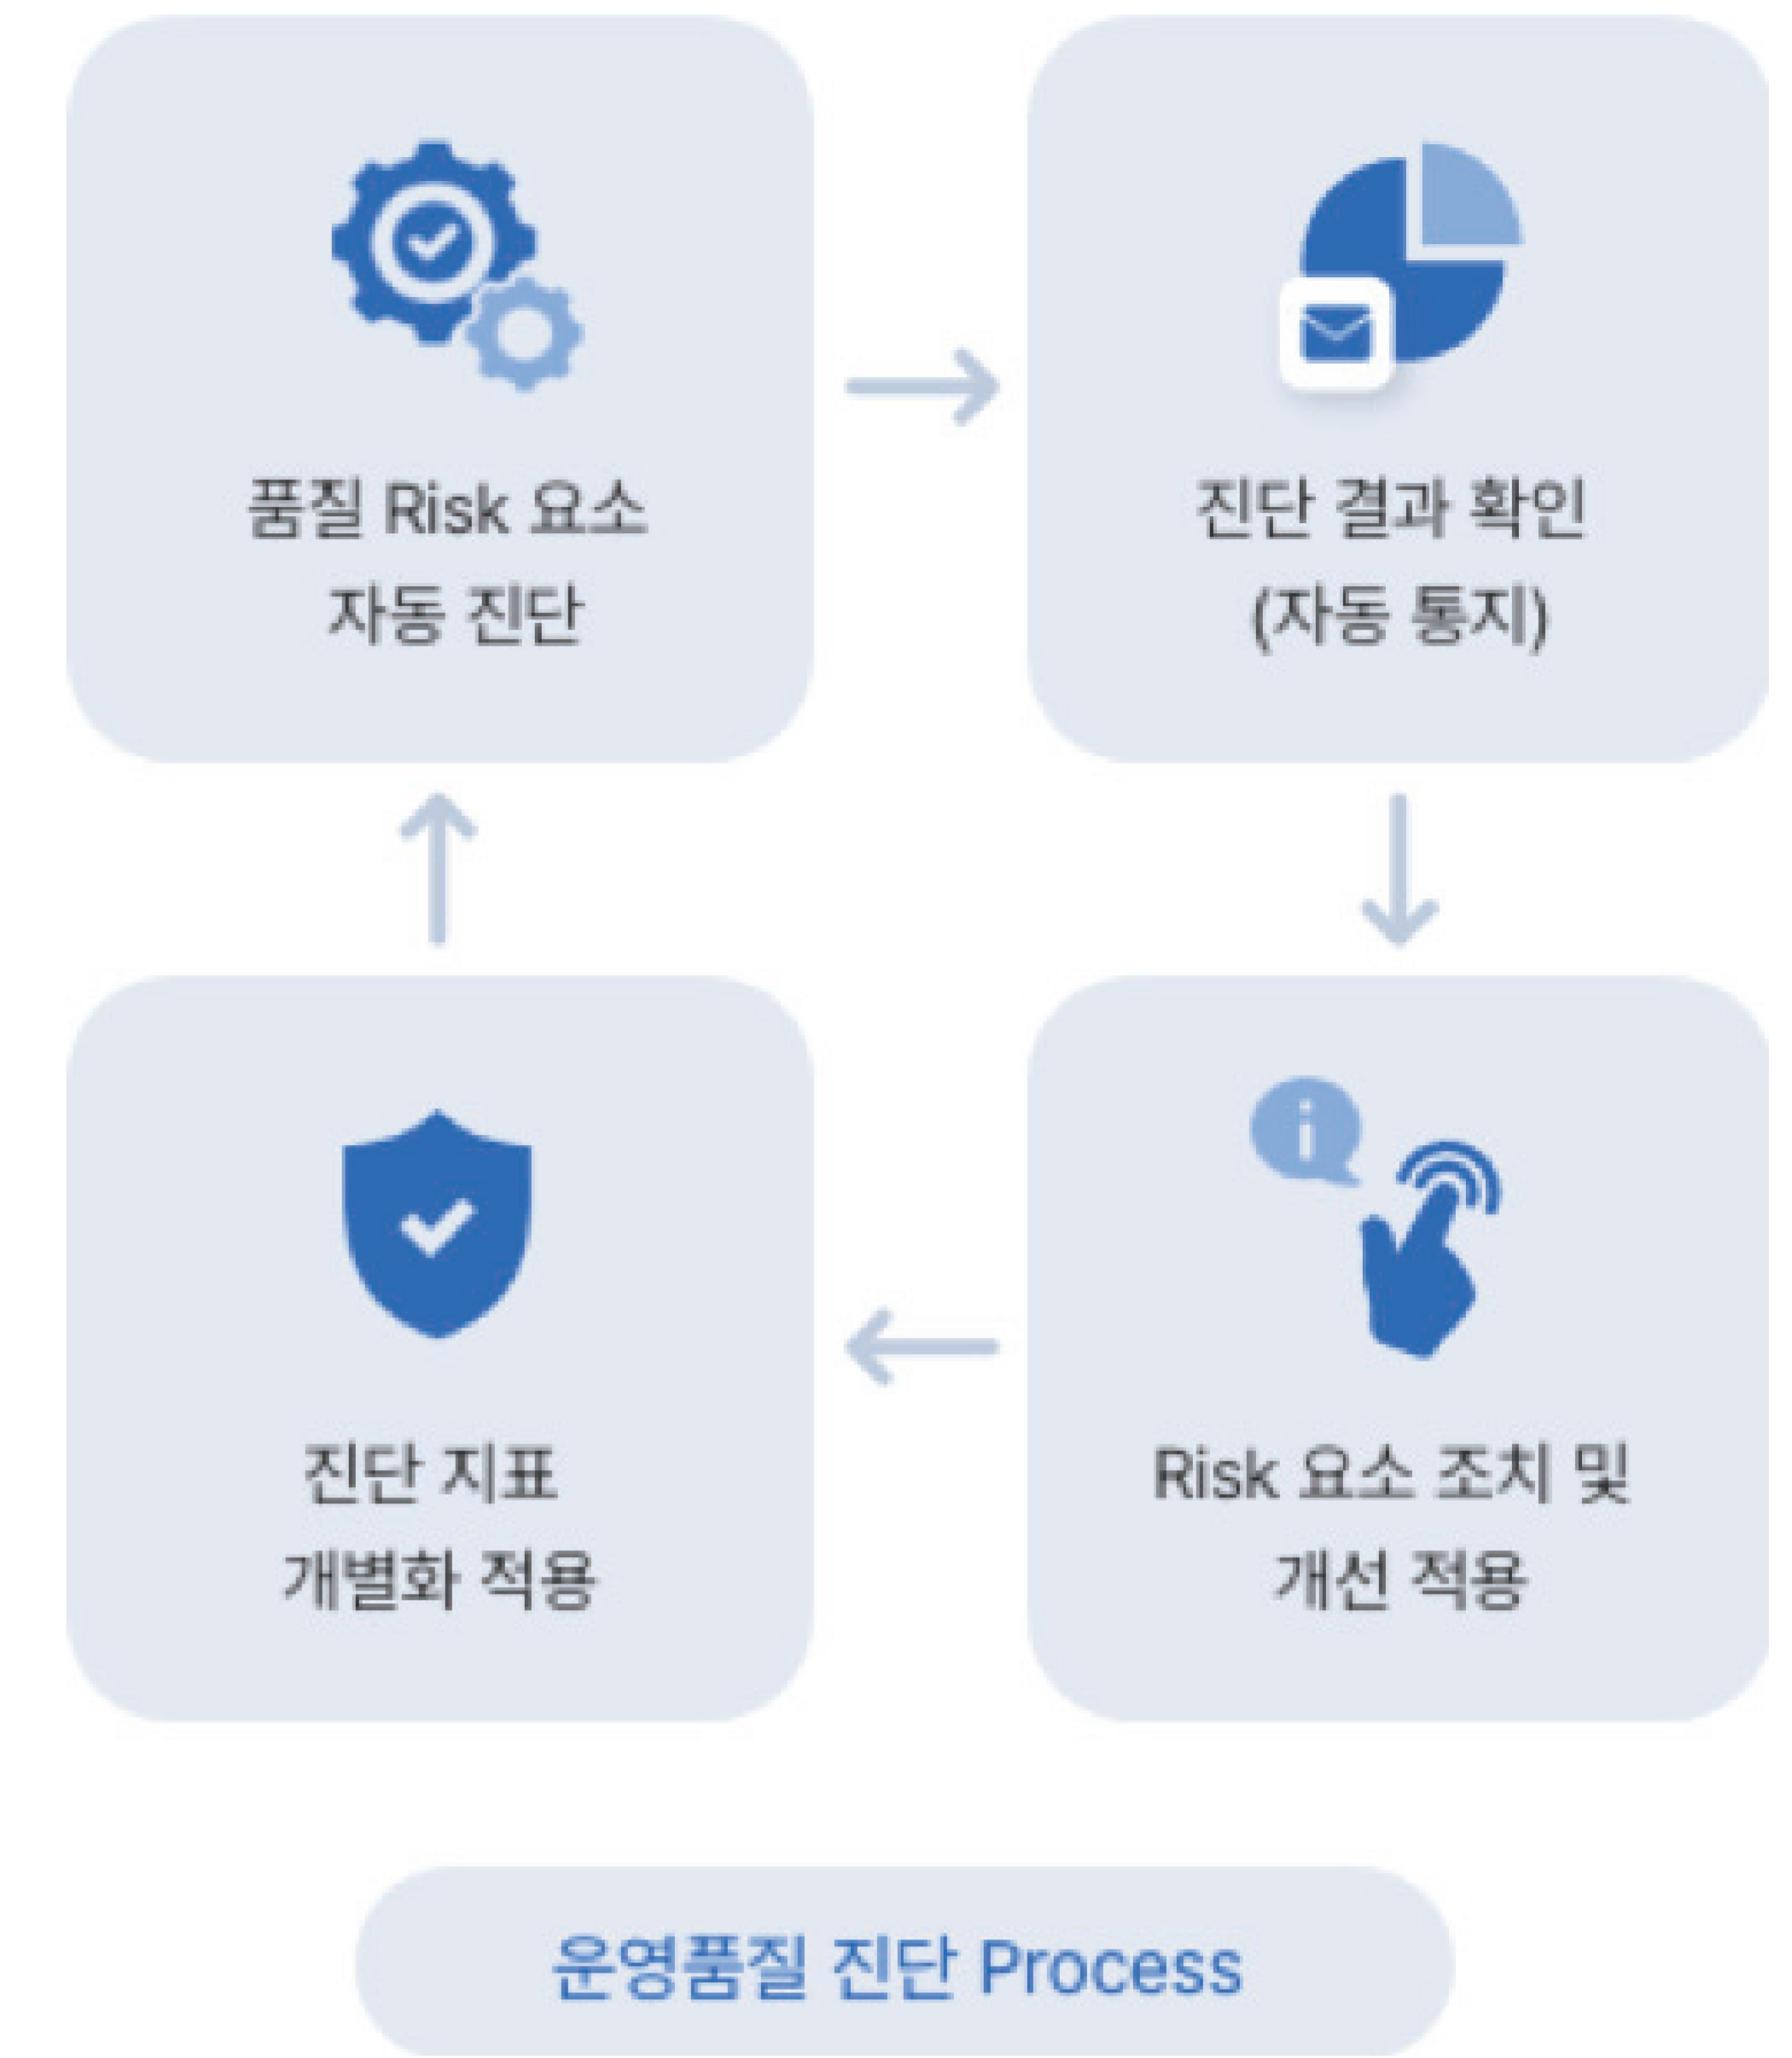 품질 Risk 요소
자동 진단
진단 결과 확인
(자동 통지)
진단 지표
개별화 적용
Risk 요소 조치 및
개선 적용
운영품질 진단 Process